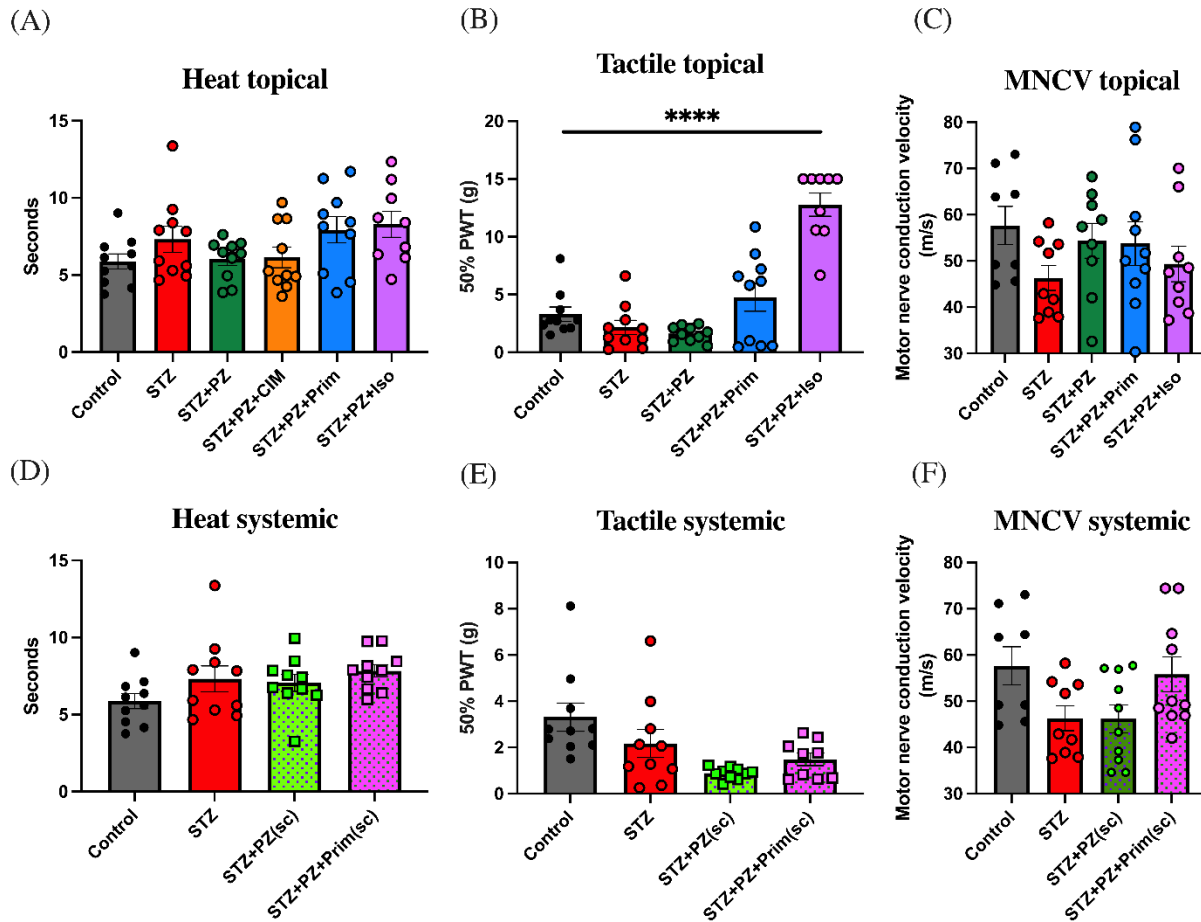 (A)
Heat topical
Seconds
15
10
5
0
Control
STZ
STZ+PZ
STZ+PZ+CIM
STZ+PZ+Prim
STZ+PZ+Iso
(B)
Tactile topical
50% PWT (g)
20
15
10
5
0
****
Control
STZ
STZ+PZ
STZ+PZ+Prim
STZ+PZ+Iso
(C)
MNCV topical
Motor nerve conduction velocity
(m/s)
80
70
60
50
40
30
Control
STZ
STZ+PZ
STZ+PZ+Prim
STZ+PZ+Iso
(D)
Heat systemic
Seconds
15
10
5
0
Control
STZ
STZ+PZ(sc)
STZ+PZ+Prim(sc)
(E)
Tactile systemic
50% PWT (g)
10
8
6
4
2
0
Control
STZ
STZ+PZ(sc)
STZ+PZ+Prim(sc)
(F)
MNCV systemic
Motor nerve conduction velocity
(m/s)
80
70
60
50
40
30
Control
STZ
STZ+PZ(sc)
STZ+PZ+Prim(sc)